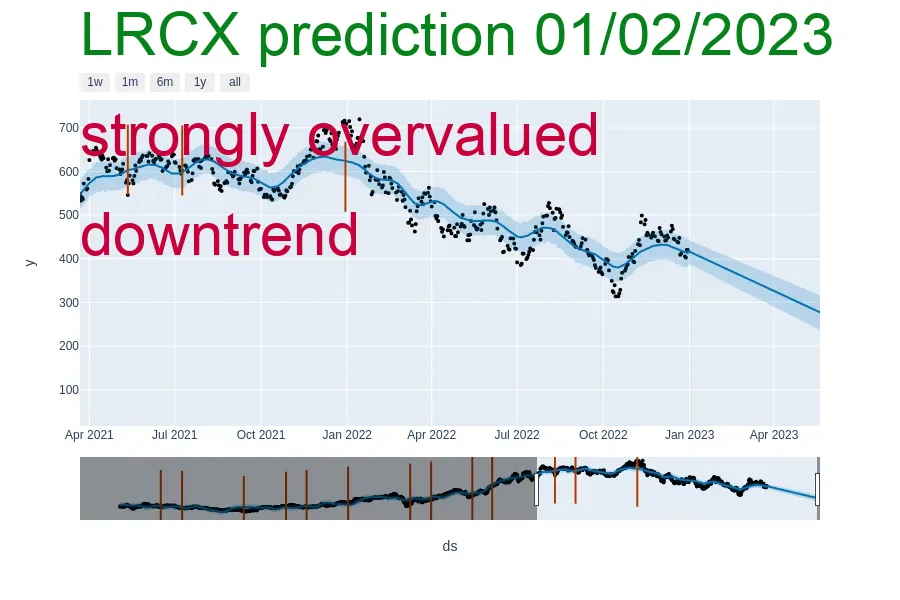 LRCX prediction 01/02/2023
1w 1m 6m 1y all
strongly overvalued
downtrend
700
600
500
400
300
200
100
y
Apr 2021 Jul 2021 Oct 2021 Jan 2022 Apr 2022 Jul 2022 Oct 2022 Jan 2023 Apr 2023
ds